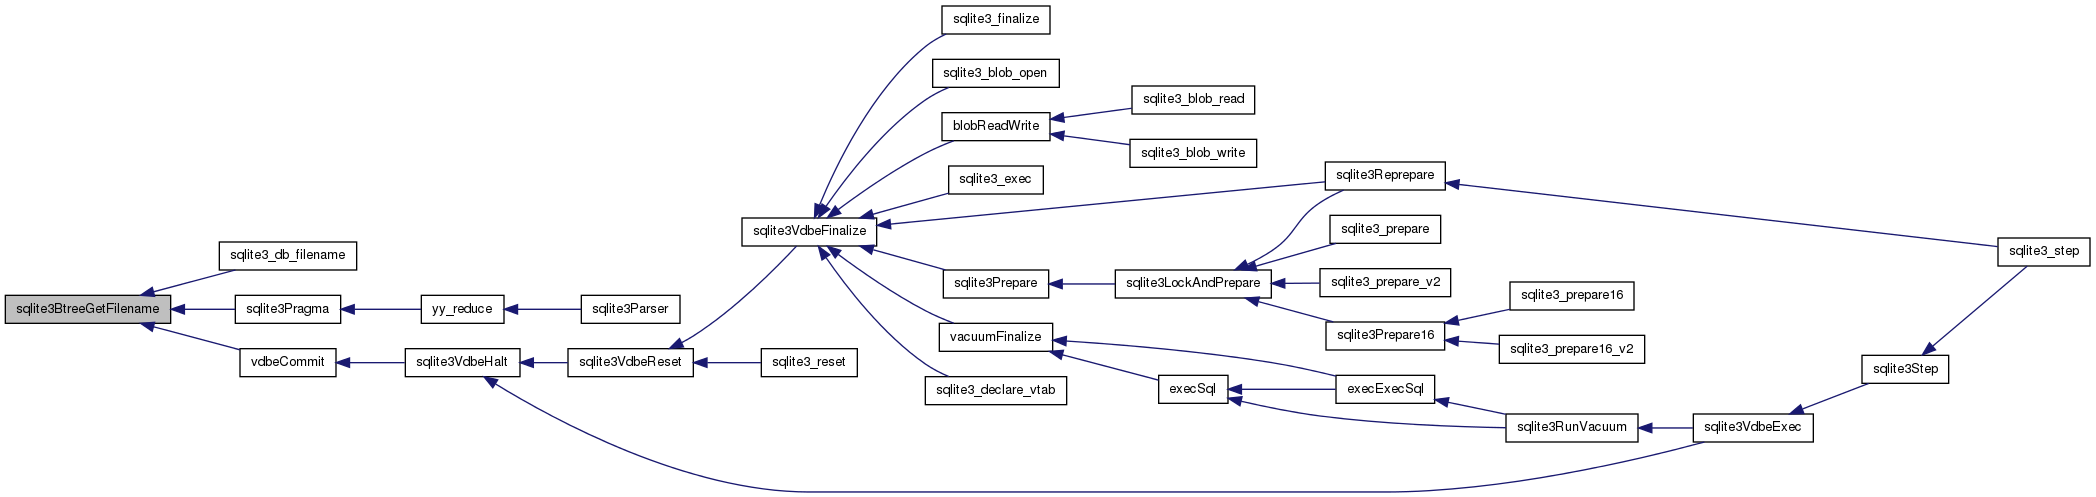 sqlite3_finalize
sqlite3_blob_open
sqlite3_blob_read
blobReadWrite
sqlite3_blob_write
sqlite3_exec
sqlite3Reprepare
sqlite3_prepare
sqlite3VdbeFinalize
sqlite3_step
sqlite3_db_filename
sqlite3Prepare
sqlite3LockAndPrepare
sqlite3_prepare_v2
sqlite3_prepare16
sqlite3BtreeGetFilename
sqlite3Pragma
yy_reduce
sqlite3Parser
vacuumFinalize
sqlite3Prepare16
sqlite3_prepare16_v2
vdbeCommit
sqlite3VdbeHalt
sqlite3VdbeReset
sqlite3_reset
sqlite3Step
sqlite3_declare_vtab
execSql
execExecSql
sqlite3RunVacuum
sqlite3VdbeExec